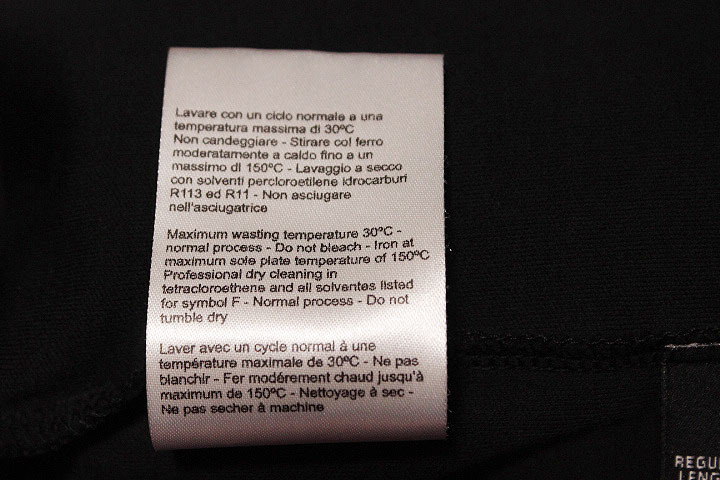 Lavare con un ciclo normale a una
temperatura massima di 30ºC
Non candeggiare - Stirare col ferro
moderatamente a caldo fino a un
massimo di 150ºC - Lavaggio a secco
con solventi percloroetilene idrocarburi
R113 ed R11 - Non asciugare
nell'asciugatrice
Maximum wasting temperature 30ºC -
normal process - Do not bleach - Iron at
maximum sole plate temperature of 150ºC
Professional dry cleaning in
tetracloroethene and all solventes listed
for symbol F - Normal process - Do not
tumble dry
Laver avec un cycle normal à une
température maximale de 30ºC - Ne pas
blanchir - Fer modérement chaud jusqu'à
maximum de 150ºC - Nettoyage à sec -
Ne pas secher à machine